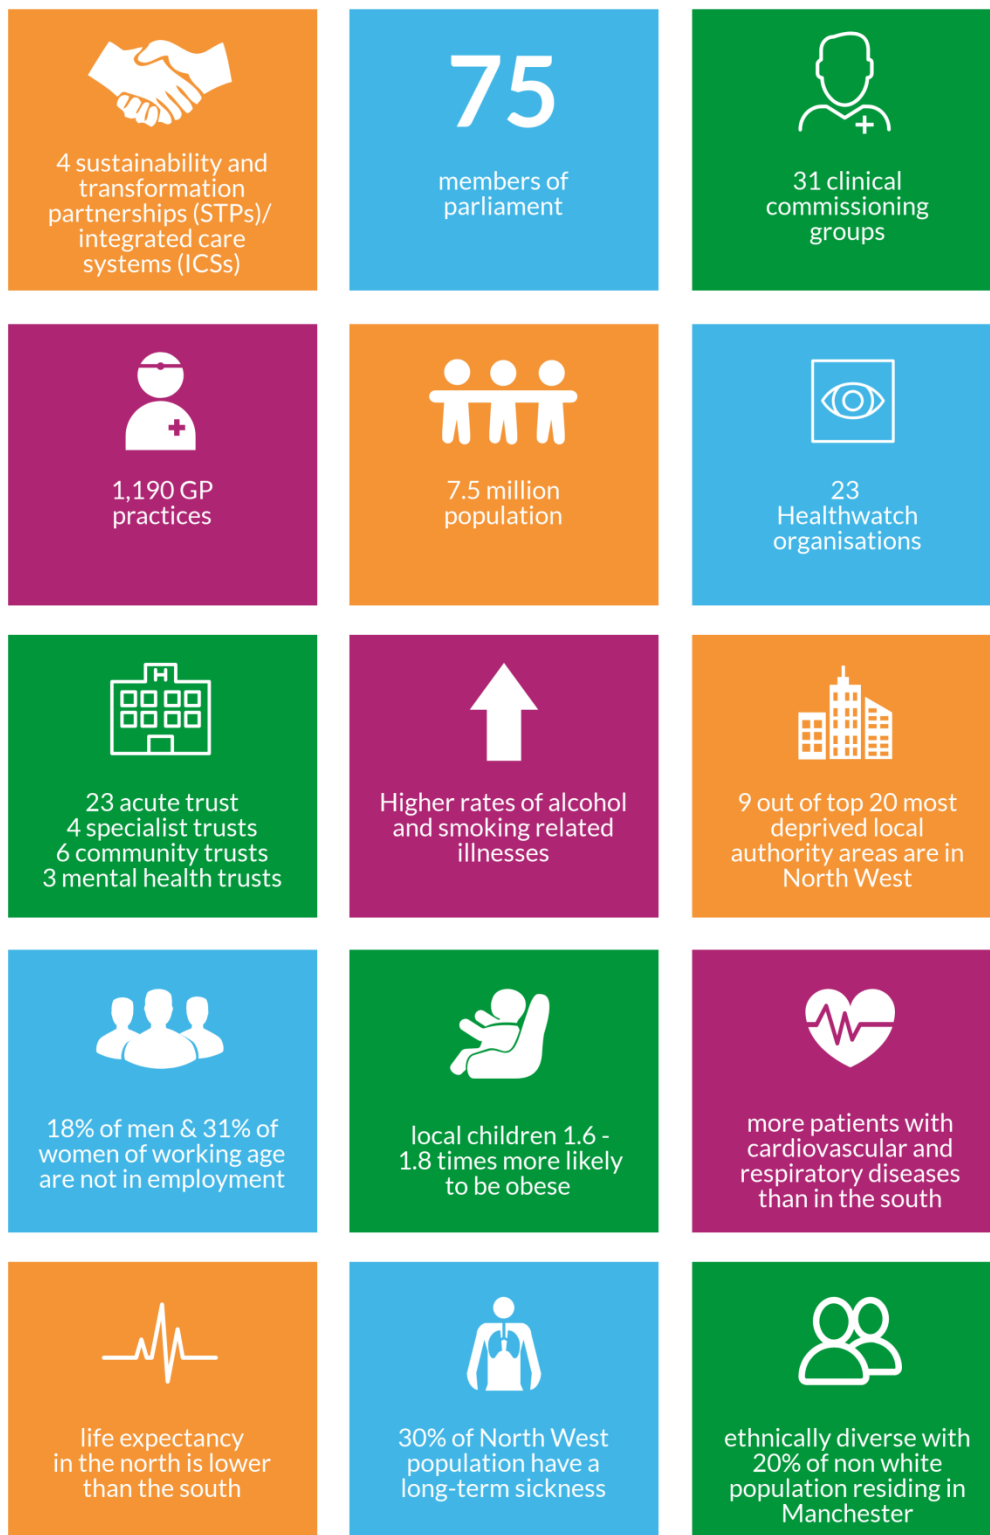 4 sustainability and
transformation
partnerships (STPs)/
integrated care
systems (ICSs)
75
members of
parliament
31 clinical
commissioning
groups
1,190 GP
practices
7.5 million
population
23
Healthwatch
organisations
H
23 acute trust
4 specialist trusts
6 community trusts
3 mental health trusts
Higher rates of alcohol
and smoking related
illnesses
9 out of top 20 most
deprived local
authority areas are in
North West
18% of men & 31% of
women of working age
are not in employment
local children 1.6 -
1.8 times more likely
to be obese
more patients with
cardiovascular and
respiratory diseases
than in the south
life expectancy
in the north is lower
than the south
30% of North West
population have a
long-term sickness
ethnically diverse with
20% of non white
population residing in
Manchester